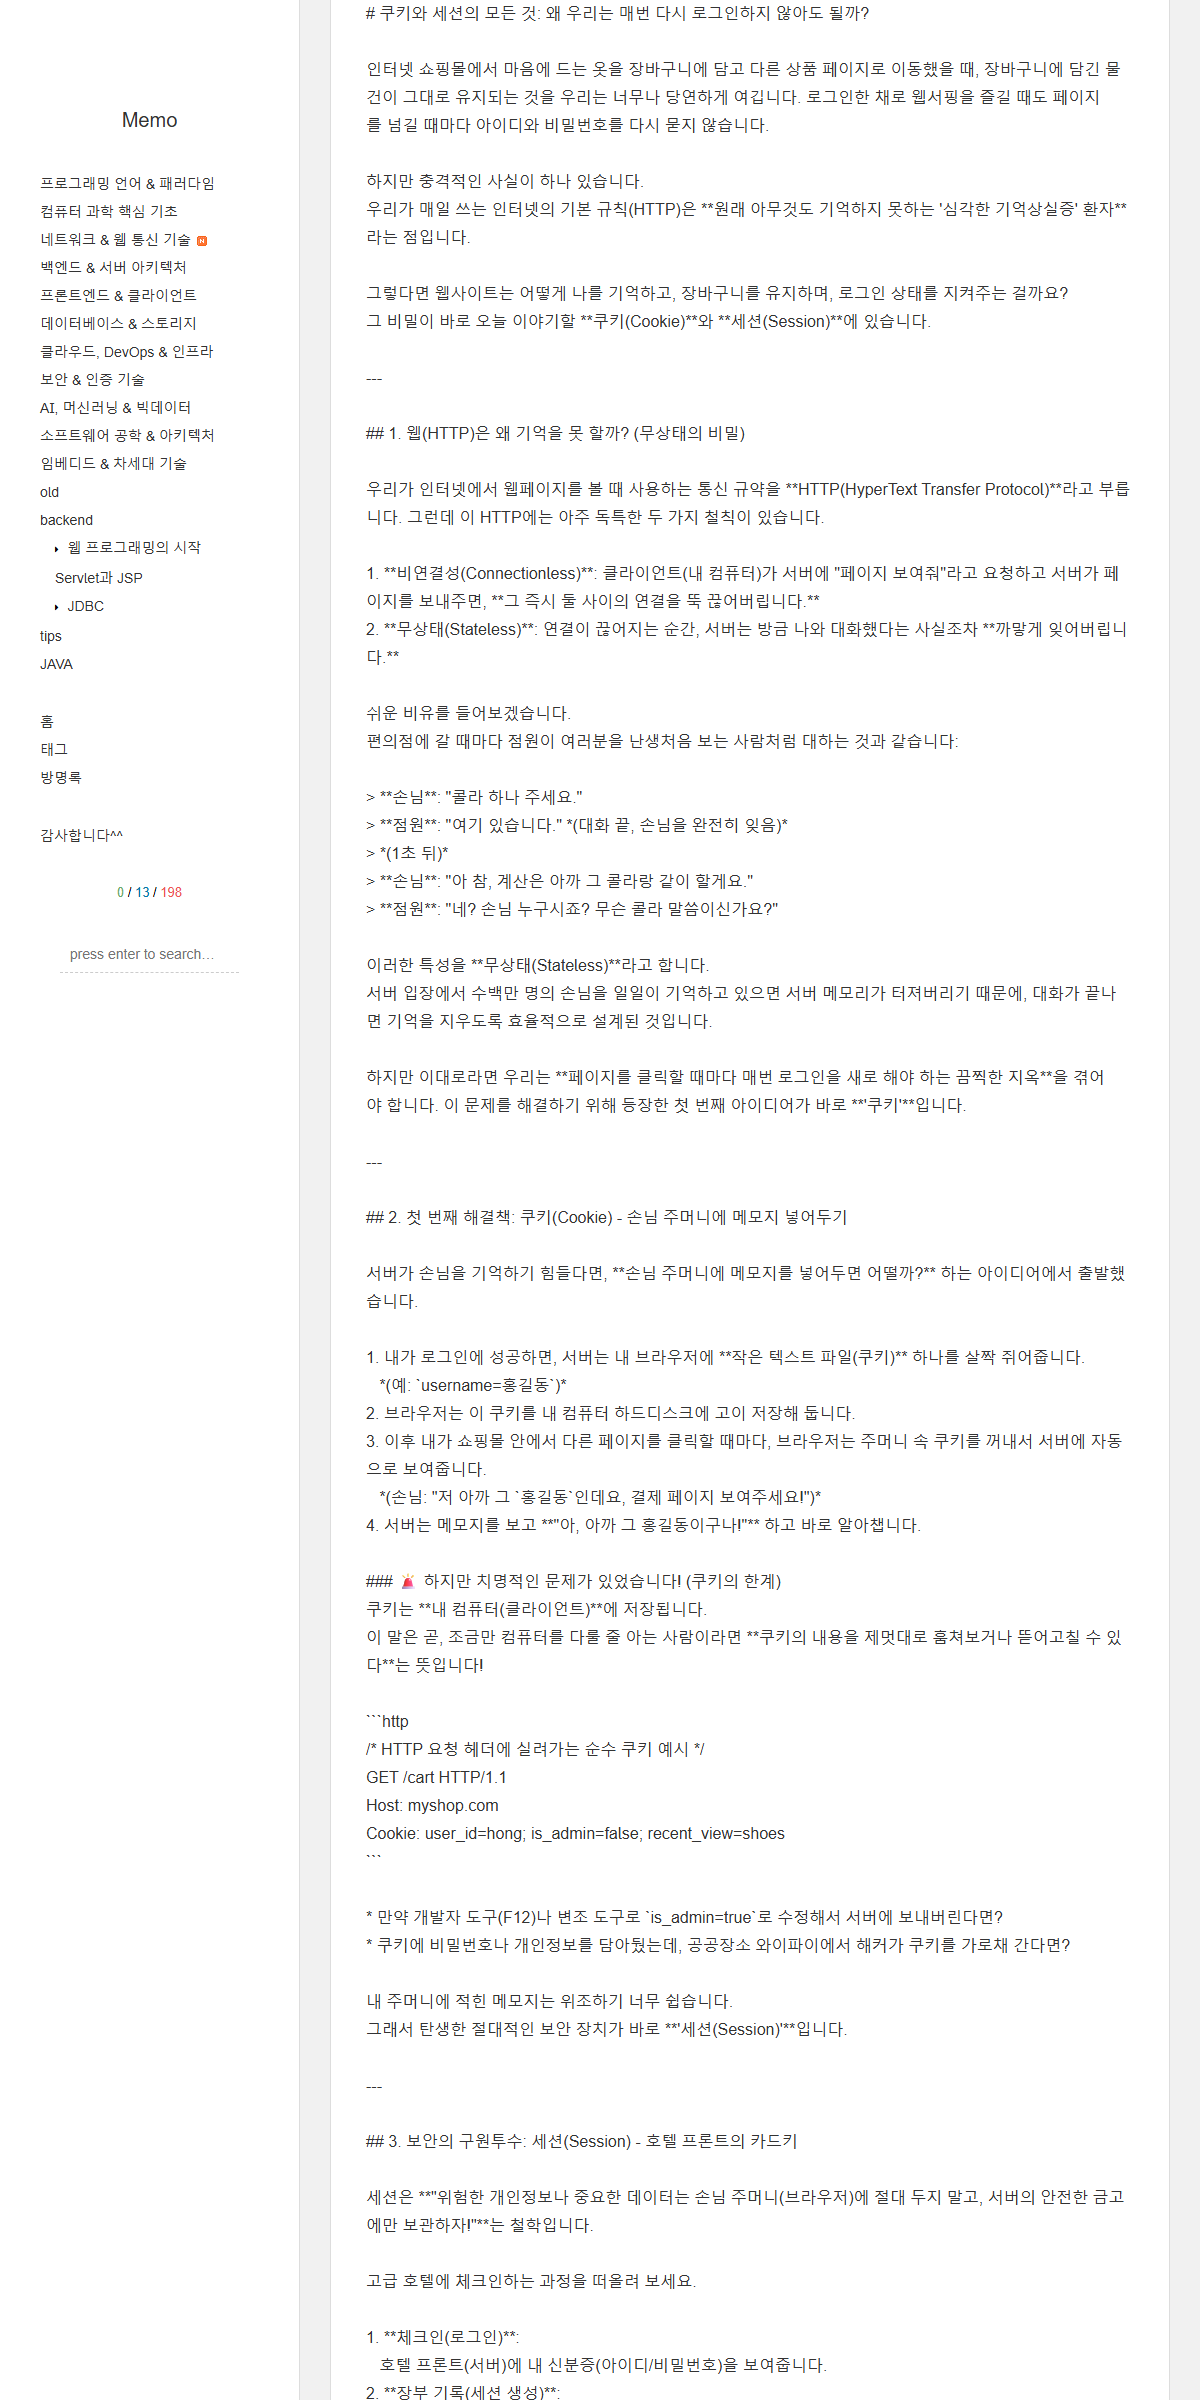 Memo
프로그래밍 언어 & 패러다임
컴퓨터 과학 핵심 기초
네트워크 & 웹 통신 기술 N
백엔드 & 서버 아키텍처
프론트엔드 & 클라이언트
데이터베이스 & 스토리지
클라우드, DevOps & 인프라
보안 & 인증 기술
AI, 머신러닝 & 빅데이터
소프트웨어 공학 & 아키텍처
임베디드 & 차세대 기술
old
backend
웹 프로그래밍의 시작
Servlet과 JSP
JDBC
tips
JAVA
홈
태그
방명록
감사합니다^^
0 / 13 / 198
press enter to search…
# 쿠키와 세션의 모든 것: 왜 우리는 매번 다시 로그인하지 않아도 될까?
인터넷 쇼핑몰에서 마음에 드는 옷을 장바구니에 담고 다른 상품 페이지로 이동했을 때, 장바구니에 담긴 물
건이 그대로 유지되는 것을 우리는 너무나 당연하게 여깁니다. 로그인한 채로 웹서핑을 즐길 때도 페이지
를 넘길 때마다 아이디와 비밀번호를 다시 묻지 않습니다.
하지만 충격적인 사실이 하나 있습니다.
우리가 매일 쓰는 인터넷의 기본 규칙(HTTP)은 **원래 아무것도 기억하지 못하는 '심각한 기억상실증' 환자**
라는 점입니다.
그렇다면 웹사이트는 어떻게 나를 기억하고, 장바구니를 유지하며, 로그인 상태를 지켜주는 걸까요?
그 비밀이 바로 오늘 이야기할 **쿠키(Cookie)**와 **세션(Session)**에 있습니다.
---
## 1. 웹(HTTP)은 왜 기억을 못 할까? (무상태의 비밀)
우리가 인터넷에서 웹페이지를 볼 때 사용하는 통신 규약을 **HTTP(HyperText Transfer Protocol)**라고 부릅
니다. 그런데 이 HTTP에는 아주 독특한 두 가지 철칙이 있습니다.
1. **비연결성(Connectionless)**: 클라이언트(내 컴퓨터)가 서버에 "페이지 보여줘"라고 요청하고 서버가 페
이지를 보내주면, **그 즉시 둘 사이의 연결을 뚝 끊어버립니다.**
2. **무상태(Stateless)**: 연결이 끊어지는 순간, 서버는 방금 나와 대화했다는 사실조차 **까맣게 잊어버립니
다.**
쉬운 비유를 들어보겠습니다.
편의점에 갈 때마다 점원이 여러분을 난생처음 보는 사람처럼 대하는 것과 같습니다:
> **손님**: "콜라 하나 주세요."
> **점원**: "여기 있습니다." *(대화 끝, 손님을 완전히 잊음)*
> *(1초 뒤)*
> **손님**: "아 참, 계산은 아까 그 콜라랑 같이 할게요."
> **점원**: "네? 손님 누구시죠? 무슨 콜라 말씀이신가요?"
이러한 특성을 **무상태(Stateless)**라고 합니다.
서버 입장에서 수백만 명의 손님을 일일이 기억하고 있으면 서버 메모리가 터져버리기 때문에, 대화가 끝나
면 기억을 지우도록 효율적으로 설계된 것입니다.
하지만 이대로라면 우리는 **페이지를 클릭할 때마다 매번 로그인을 새로 해야 하는 끔찍한 지옥**을 겪어
야 합니다. 이 문제를 해결하기 위해 등장한 첫 번째 아이디어가 바로 **'쿠키'**입니다.
---
## 2. 첫 번째 해결책: 쿠키(Cookie) - 손님 주머니에 메모지 넣어두기
서버가 손님을 기억하기 힘들다면, **손님 주머니에 메모지를 넣어두면 어떨까?** 하는 아이디어에서 출발했
습니다.
1. 내가 로그인에 성공하면, 서버는 내 브라우저에 **작은 텍스트 파일(쿠키)** 하나를 살짝 쥐어줍니다.
*(예: `username=홍길동`)*
2. 브라우저는 이 쿠키를 내 컴퓨터 하드디스크에 고이 저장해 둡니다.
3. 이후 내가 쇼핑몰 안에서 다른 페이지를 클릭할 때마다, 브라우저는 주머니 속 쿠키를 꺼내서 서버에 자동
으로 보여줍니다.
*(손님: "저 아까 그 `홍길동`인데요, 결제 페이지 보여주세요!")*
4. 서버는 메모지를 보고 **"아, 아까 그 홍길동이구나!"** 하고 바로 알아챕니다.
### 🚨 하지만 치명적인 문제가 있었습니다! (쿠키의 한계)
쿠키는 **내 컴퓨터(클라이언트)**에 저장됩니다.
이 말은 곧, 조금만 컴퓨터를 다룰 줄 아는 사람이라면 **쿠키의 내용을 제멋대로 훔쳐보거나 뜯어고칠 수 있
다**는 뜻입니다!
```http
/* HTTP 요청 헤더에 실려가는 순수 쿠키 예시 */
GET /cart HTTP/1.1
Host: myshop.com
Cookie: user_id=hong; is_admin=false; recent_view=shoes
```
* 만약 개발자 도구(F12)나 변조 도구로 `is_admin=true`로 수정해서 서버에 보내버린다면?
* 쿠키에 비밀번호나 개인정보를 담아뒀는데, 공공장소 와이파이에서 해커가 쿠키를 가로채 간다면?
내 주머니에 적힌 메모지는 위조하기 너무 쉽습니다.
그래서 탄생한 절대적인 보안 장치가 바로 **'세션(Session)'**입니다.
---
## 3. 보안의 구원투수: 세션(Session) - 호텔 프론트의 카드키
세션은 **"위험한 개인정보나 중요한 데이터는 손님 주머니(브라우저)에 절대 두지 말고, 서버의 안전한 금고
에만 보관하자!"**는 철학입니다.
고급 호텔에 체크인하는 과정을 떠올려 보세요.
1. **체크인(로그인)**:
호텔 프론트(서버)에 내 신분증(아이디/비밀번호)을 보여줍니다.
2. **장부 기록(세션 생성)**: